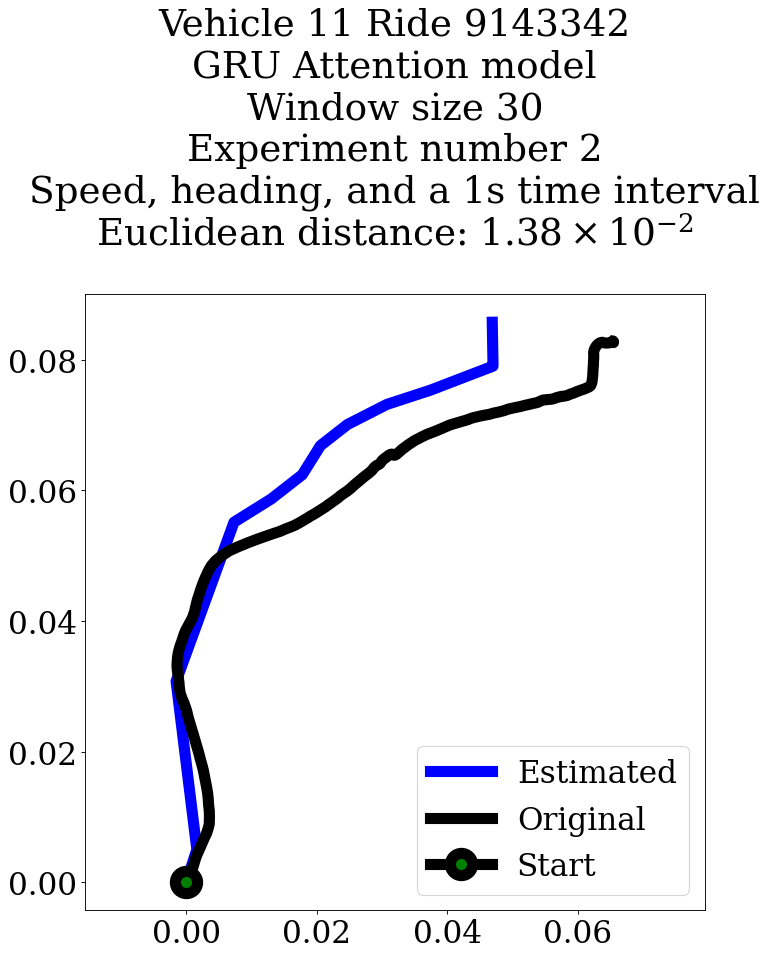 Vehicle 11 Ride 9143342
GRU Attention model
Window size 30
Experiment number 2
Speed, heading, and a 1s time interval
Euclidean distance: 1.38 × 10⁻²
0.08
0.06
0.04
0.02
0.00
0.00 0.02 0.04 0.06
Estimated
Original
Start